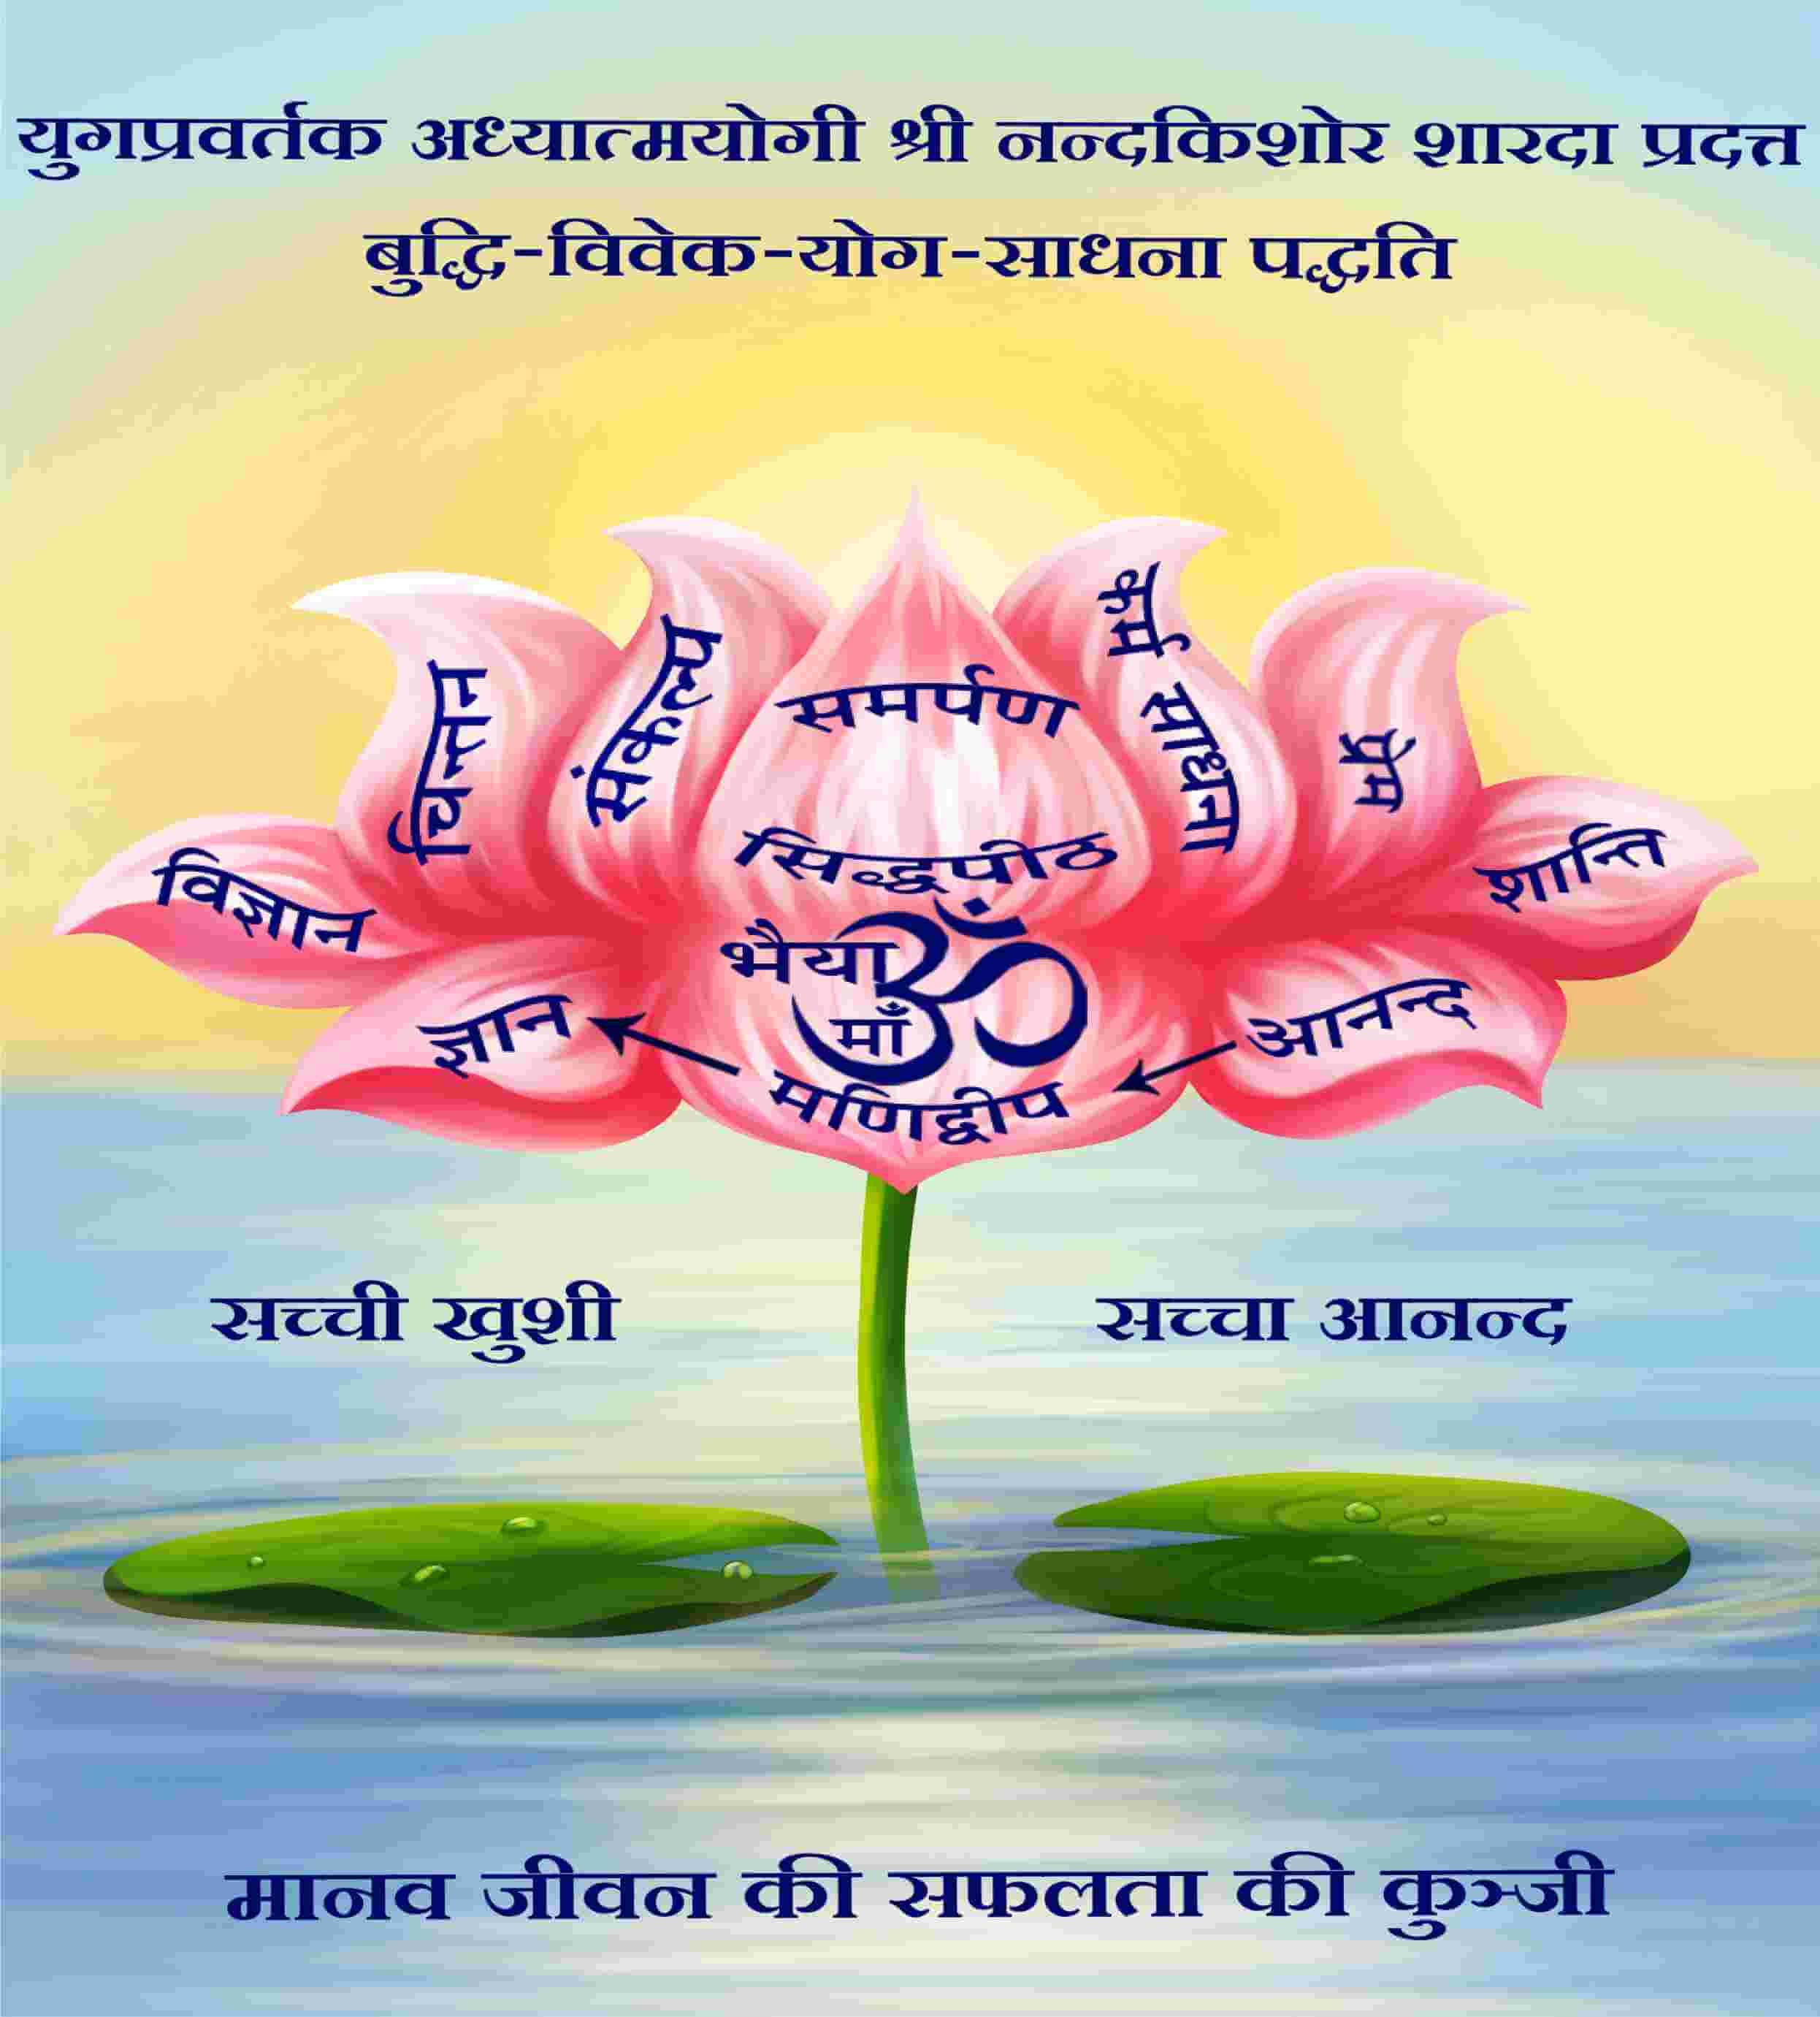 युगप्रवर्तक अध्यात्मयोगी श्री नन्दकिशोर शारदा प्रदत्त
बुद्धि-विवेक-योग-साधना पद्धति
समर्पण
संकल्प
कर्म साधना
चिन्तन
प्रेम
विज्ञान
शान्ति
सिद्धपीठ
भैया
ॐ
माँ
ज्ञान
आनन्द
मणिद्वीप
सच्ची खुशी
सच्चा आनन्द
मानव जीवन की सफलता की कुञ्जी